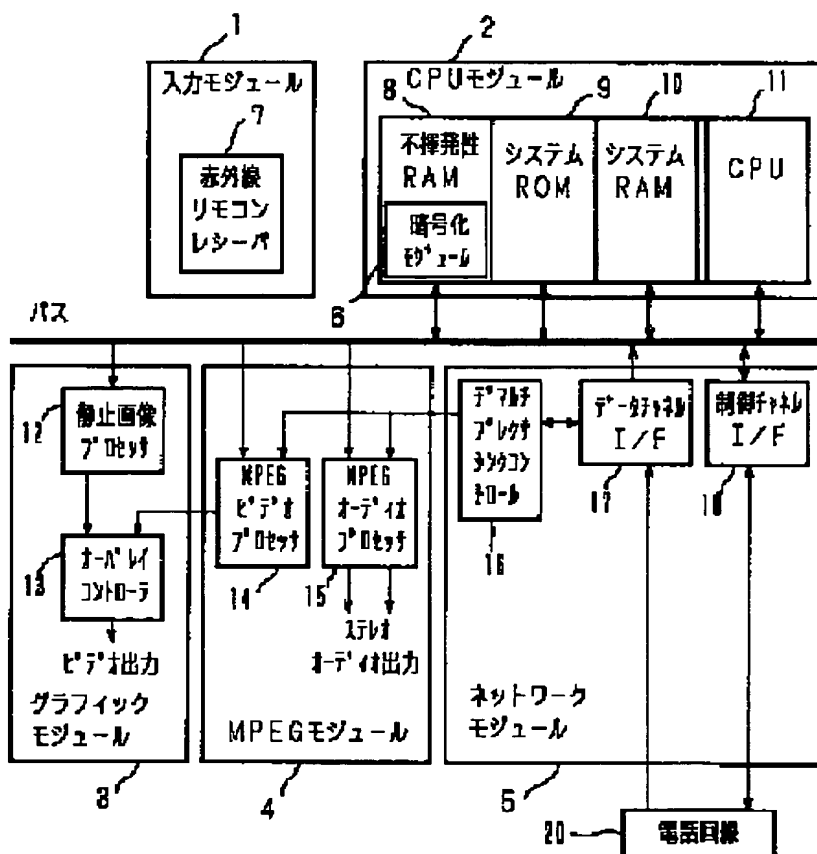 1
入力モジュール
7
赤外線
リモコン
レシーバ
2
CPUモジュール
8
不揮発性
RAM
暗号化
モジュール
6
9
システム
ROM
10
システム
RAM
11
CPU
バス
12
静止画像
プロセッサ
13
オーバレイ
コントローラ
ビデオ出力
グラフィック
モジュール
3
MPEG
ビデオ
プロセッサ
14
MPEG
オーディオ
プロセッサ
15
ステレオ
オーディオ出力
MPEGモジュール
4
デマルチ
プレクサ
16
データチャネル
I/F
17
制御チャネル
I/F
18
ネットワーク
モジュール
5
20
電話回線